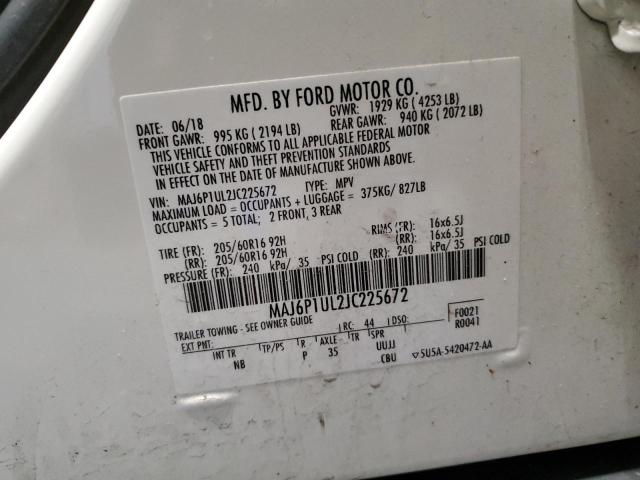 MFD. BY FORD MOTOR CO.
DATE: 06/18 GVWR: 1929 KG ( 4253 LB)
FRONT GAWR: 995 KG ( 2194 LB) REAR GAWR: 940 KG ( 2072 LB)
THIS VEHICLE CONFORMS TO ALL APPLICABLE FEDERAL MOTOR
VEHICLE SAFETY AND THEFT PREVENTION STANDARDS
IN EFFECT ON THE DATE OF MANUFACTURE SHOWN ABOVE.
VIN: MAJ6P1UL2JC225672 TYPE: MPV
MAXIMUM LOAD = OCCUPANTS + LUGGAGE = 375KG/ 827LB
OCCUPANTS = 5 TOTAL; 2 FRONT, 3 REAR
TIRE (FR): 205/60R16 92H RIMS (FR): 16x6.5J
(RR): 205/60R16 92H (RR): 16x6.5J
PRESSURE (FR): 240 kPa/ 35 PSI COLD (RR): 240 kPa/ 35 PSI COLD
MAJ6P1UL2JC225672
TRAILER TOWING - SEE OWNER GUIDE
EXT PNT: RC: 44 DSO: F0021
R0041
INT TR TP/PS R AXLE TR SPR
NB P 35 UUJJ
CBU 5U5A-5420472-AA